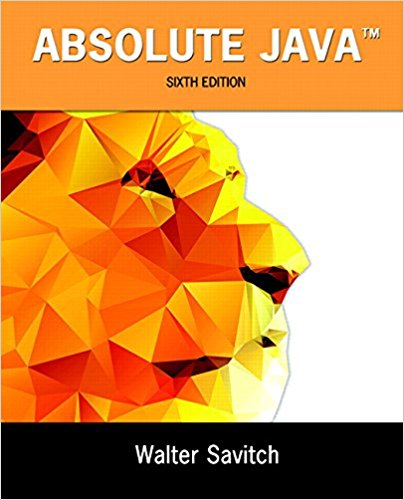 ABSOLUTE JAVA™
SIXTH EDITION
Walter Savitch